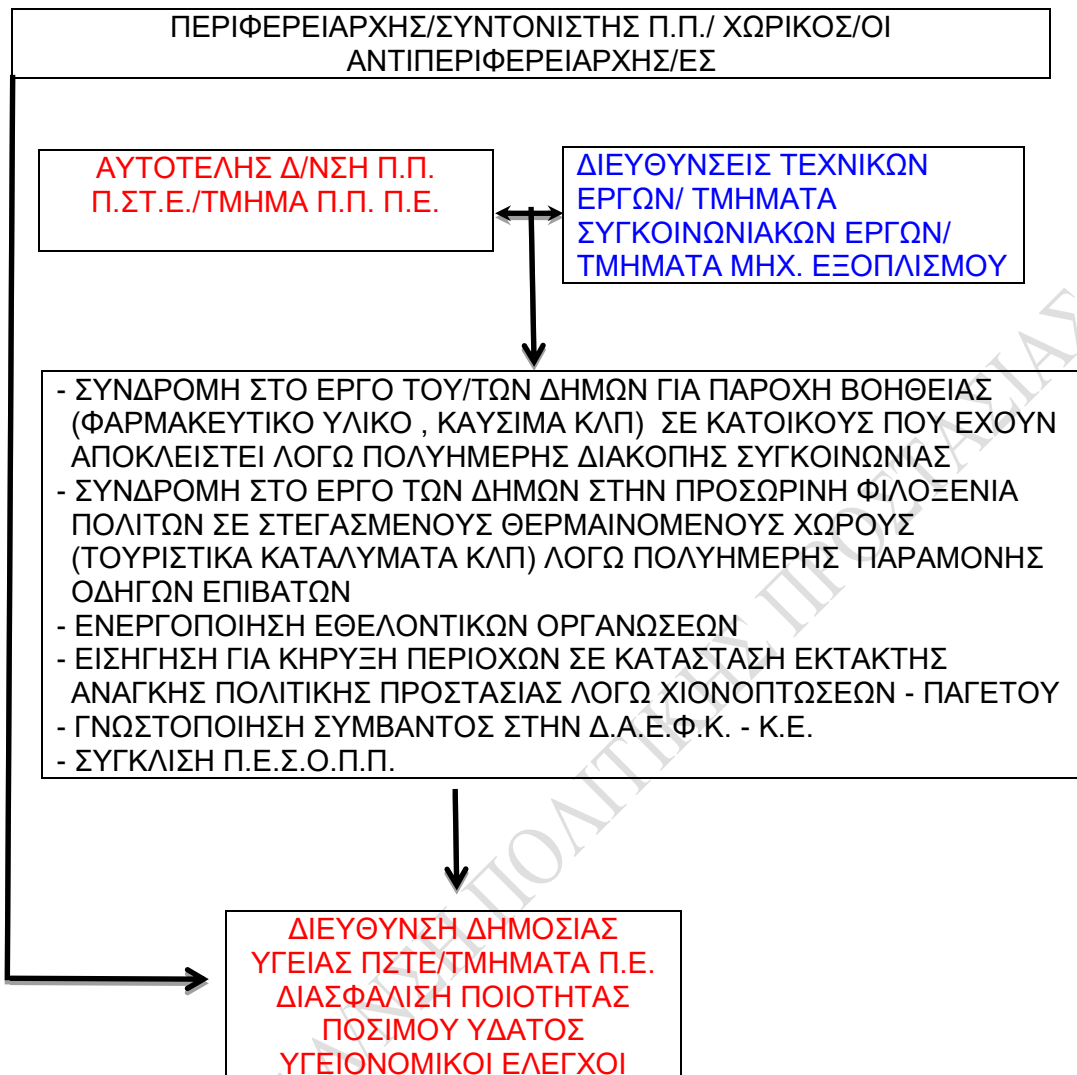 ΠΕΡΙΦΕΡΕΙΑΡΧΗΣ/ΣΥΝΤΟΝΙΣΤΗΣ Π.Π./ ΧΩΡΙΚΟΣ/ΟΙ
ΑΝΤΙΠΕΡΙΦΕΡΕΙΑΡΧΗΣ/ΕΣ
ΑΥΤΟΤΕΛΗΣ Δ/ΝΣΗ Π.Π.
Π.ΣΤ.Ε./ΤΜΗΜΑ Π.Π. Π.Ε.
ΔΙΕΥΘΥΝΣΕΙΣ ΤΕΧΝΙΚΩΝ
ΕΡΓΩΝ/ ΤΜΗΜΑΤΑ
ΣΥΓΚΟΙΝΩΝΙΑΚΩΝ ΕΡΓΩΝ/
ΤΜΗΜΑΤΑ ΜΗΧ. ΕΞΟΠΛΙΣΜΟΥ
- ΣΥΝΔΡΟΜΗ ΣΤΟ ΕΡΓΟ ΤΟΥ/ΤΩΝ ΔΗΜΩΝ ΓΙΑ ΠΑΡΟΧΗ ΒΟΗΘΕΙΑΣ
(ΦΑΡΜΑΚΕΥΤΙΚΟ ΥΛΙΚΟ , ΚΑΥΣΙΜΑ ΚΛΠ) ΣΕ ΚΑΤΟΙΚΟΥΣ ΠΟΥ ΕΧΟΥΝ
ΑΠΟΚΛΕΙΣΤΕΙ ΛΟΓΩ ΠΟΛΥΗΜΕΡΗΣ ΔΙΑΚΟΠΗΣ ΣΥΓΚΟΙΝΩΝΙΑΣ
- ΣΥΝΔΡΟΜΗ ΣΤΟ ΕΡΓΟ ΤΩΝ ΔΗΜΩΝ ΣΤΗΝ ΠΡΟΣΩΡΙΝΗ ΦΙΛΟΞΕΝΙΑ
ΠΟΛΙΤΩΝ ΣΕ ΣΤΕΓΑΣΜΕΝΟΥΣ ΘΕΡΜΑΙΝΟΜΕΝΟΥΣ ΧΩΡΟΥΣ
(ΤΟΥΡΙΣΤΙΚΑ ΚΑΤΑΛΥΜΑΤΑ ΚΛΠ) ΛΟΓΩ ΠΟΛΥΗΜΕΡΗΣ ΠΑΡΑΜΟΝΗΣ
ΟΔΗΓΩΝ ΕΠΙΒΑΤΩΝ
- ΕΝΕΡΓΟΠΟΙΗΣΗ ΕΘΕΛΟΝΤΙΚΩΝ ΟΡΓΑΝΩΣΕΩΝ
- ΕΙΣΗΓΗΣΗ ΓΙΑ ΚΗΡΥΞΗ ΠΕΡΙΟΧΩΝ ΣΕ ΚΑΤΑΣΤΑΣΗ ΕΚΤΑΚΤΗΣ
ΑΝΑΓΚΗΣ ΠΟΛΙΤΙΚΗΣ ΠΡΟΣΤΑΣΙΑΣ ΛΟΓΩ ΧΙΟΝΟΠΤΩΣΕΩΝ - ΠΑΓΕΤΟΥ
- ΓΝΩΣΤΟΠΟΙΗΣΗ ΣΥΜΒΑΝΤΟΣ ΣΤΗΝ Δ.Α.Ε.Φ.Κ. - Κ.Ε.
- ΣΥΓΚΛΙΣΗ Π.Ε.Σ.Ο.Π.Π.
ΔΙΕΥΘΥΝΣΗ ΔΗΜΟΣΙΑΣ
ΥΓΕΙΑΣ ΠΣΤΕ/ΤΜΗΜΑΤΑ Π.Ε.
ΔΙΑΣΦΑΛΙΣΗ ΠΟΙΟΤΗΤΑΣ
ΠΟΣΙΜΟΥ ΥΔΑΤΟΣ
ΥΓΕΙΟΝΟΜΙΚΟΙ ΕΛΕΓΧΟΙ
Δ/ΝΣΗ ΠΟΛΙΤΙΚΗΣ ΠΡΟΣΤΑΣΙΑΣ